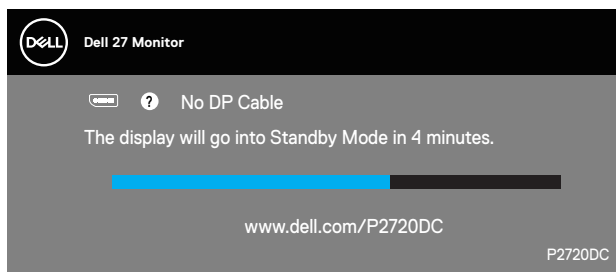 DELL
Dell 27 Monitor
? No DP Cable
The display will go into Standby Mode in 4 minutes.
www.dell.com/P2720DC
P2720DC